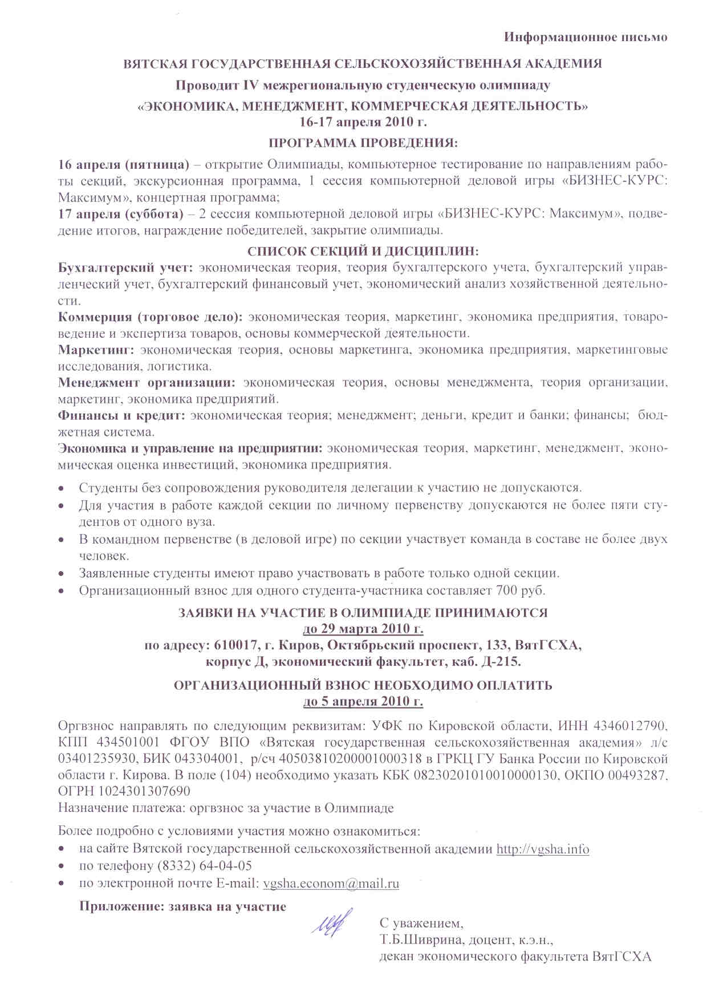 Информационное письмо
ВЯТСКАЯ ГОСУДАРСТВЕННАЯ СЕЛЬСКОХОЗЯЙСТВЕННАЯ АКАДЕМИЯ
Проводит IV межрегиональную студенческую олимпиаду
«ЭКОНОМИКА, МЕНЕДЖМЕНТ, КОММЕРЧЕСКАЯ ДЕЯТЕЛЬНОСТЬ»
16-17 апреля 2010 г.
ПРОГРАММА ПРОВЕДЕНИЯ:
16 апреля (пятница) – открытие Олимпиады, компьютерное тестирование по направлениям рабо-
ты секций, экскурсионная программа, 1 сессия компьютерной деловой игры «БИЗНЕС-КУРС:
Максимум», концертная программа;
17 апреля (суббота) – 2 сессия компьютерной деловой игры «БИЗНЕС-КУРС: Максимум», подве-
дение итогов, награждение победителей, закрытие олимпиады.
СПИСОК СЕКЦИЙ И ДИСЦИПЛИН:
Бухгалтерский учет: экономическая теория, теория бухгалтерского учета, бухгалтерский управ-
ленческий учет, бухгалтерский финансовый учет, экономический анализ хозяйственной деятельно-
сти.
Коммерция (торговое дело): экономическая теория, маркетинг, экономика предприятия, товаро-
ведение и экспертиза товаров, основы коммерческой деятельности.
Маркетинг: экономическая теория, основы маркетинга, экономика предприятия, маркетинговые
исследования, логистика.
Менеджмент организации: экономическая теория, основы менеджмента, теория организации,
маркетинг, экономика предприятий.
Финансы и кредит: экономическая теория; менеджмент; деньги, кредит и банки; финансы; бюд-
жетная система.
Экономика и управление на предприятии: экономическая теория, маркетинг, менеджмент, эконо-
мическая оценка инвестиций, экономика предприятия.
• Студенты без сопровождения руководителя делегации к участию не допускаются.
• Для участия в работе каждой секции по личному первенству допускаются не более пяти сту-
дентов от одного вуза.
• В командном первенстве (в деловой игре) по секции участвует команда в составе не более двух
человек.
• Заявленные студенты имеют право участвовать в работе только одной секции.
• Организационный взнос для одного студента-участника составляет 700 руб.
ЗАЯВКИ НА УЧАСТИЕ В ОЛИМПИАДЕ ПРИНИМАЮТСЯ
до 29 марта 2010 г.
по адресу: 610017, г. Киров, Октябрьский проспект, 133, ВятГСХА,
корпус Д, экономический факультет, каб. Д-215.
ОРГАНИЗАЦИОННЫЙ ВЗНОС НЕОБХОДИМО ОПЛАТИТЬ
до 5 апреля 2010 г.
Оргвзнос направлять по следующим реквизитам: УФК по Кировской области, ИНН 4346012790,
КПП 434501001 ФГОУ ВПО «Вятская государственная сельскохозяйственная академия» л/с
03401235930, БИК 043304001, р/сч 40503810200001000318 в ГРКЦ ГУ Банка России по Кировской
области г. Кирова. В поле (104) необходимо указать КБК 08230201010010000130, ОКПО 00493287,
ОГРН 1024301307690
Назначение платежа: оргвзнос за участие в Олимпиаде
Более подробно с условиями участия можно ознакомиться:
• на сайте Вятской государственной сельскохозяйственной академии http://vgsha.info
• по телефону (8332) 64-04-05
• по электронной почте E-mail: vgsha.econom@mail.ru
Приложение: заявка на участие
С уважением,
Т.Б.Шиврина, доцент, к.э.н.,
декан экономического факультета ВятГСХА